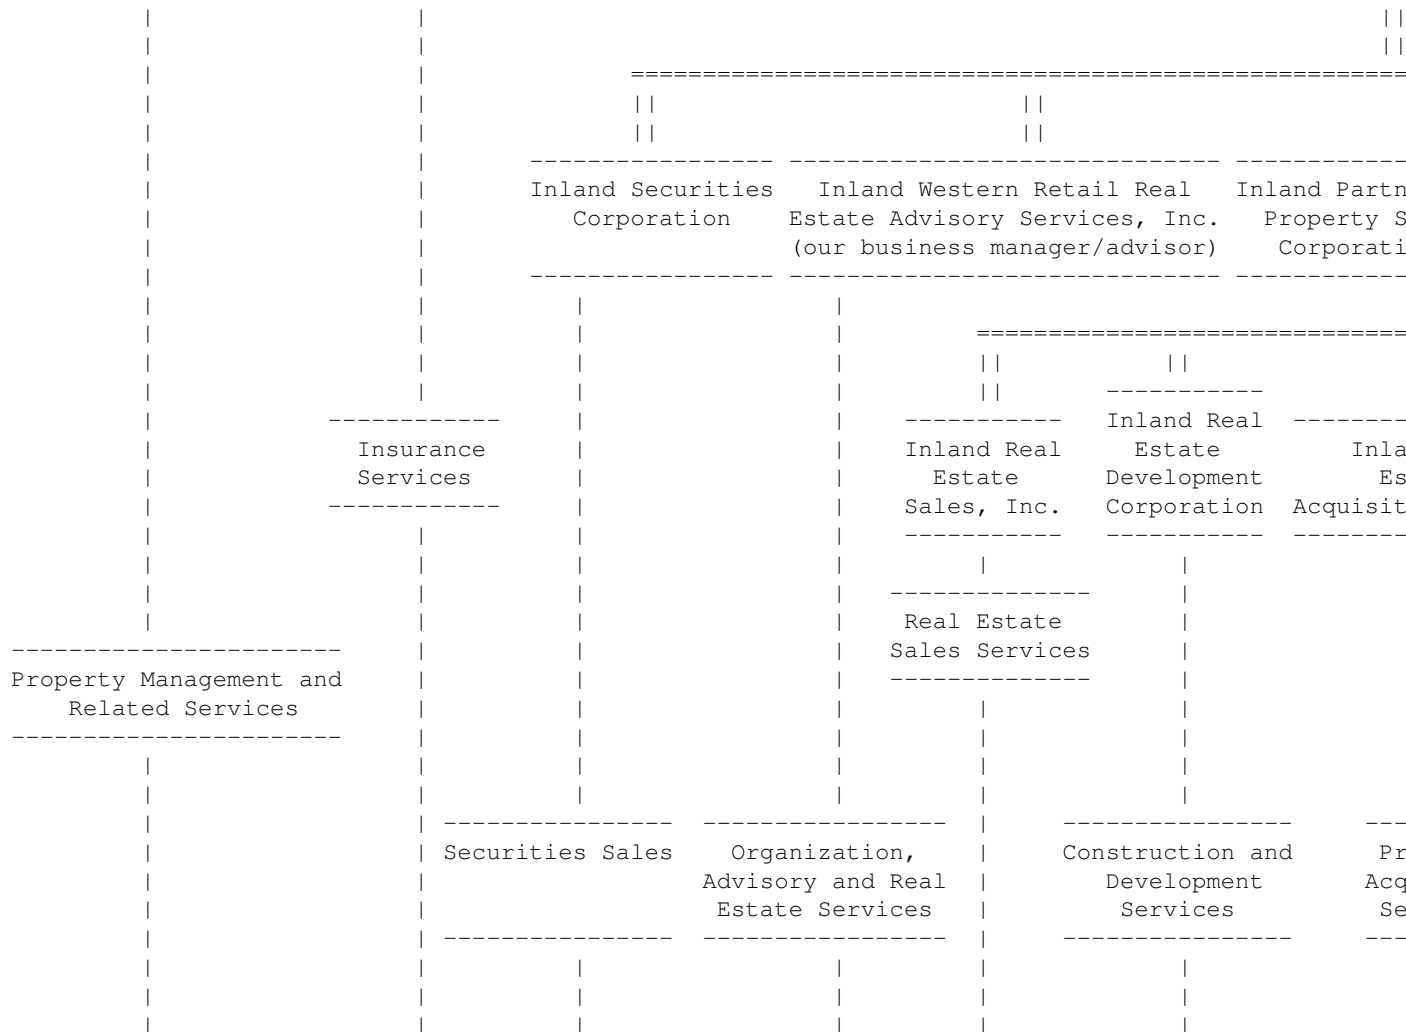 Inland Securities Inland Western Retail Real Inland
Corporation Estate Advisory Services, Inc. Property
(our business manager/advisor)
Inland Real
Insurance Inland Real Estate
Services Estate Development
Sales, Inc. Corporation
Real Estate
Sales Services
Property Management and
Related Services
Securities Sales Organization, Construction and
Advisory and Real Development
Estate Services Services